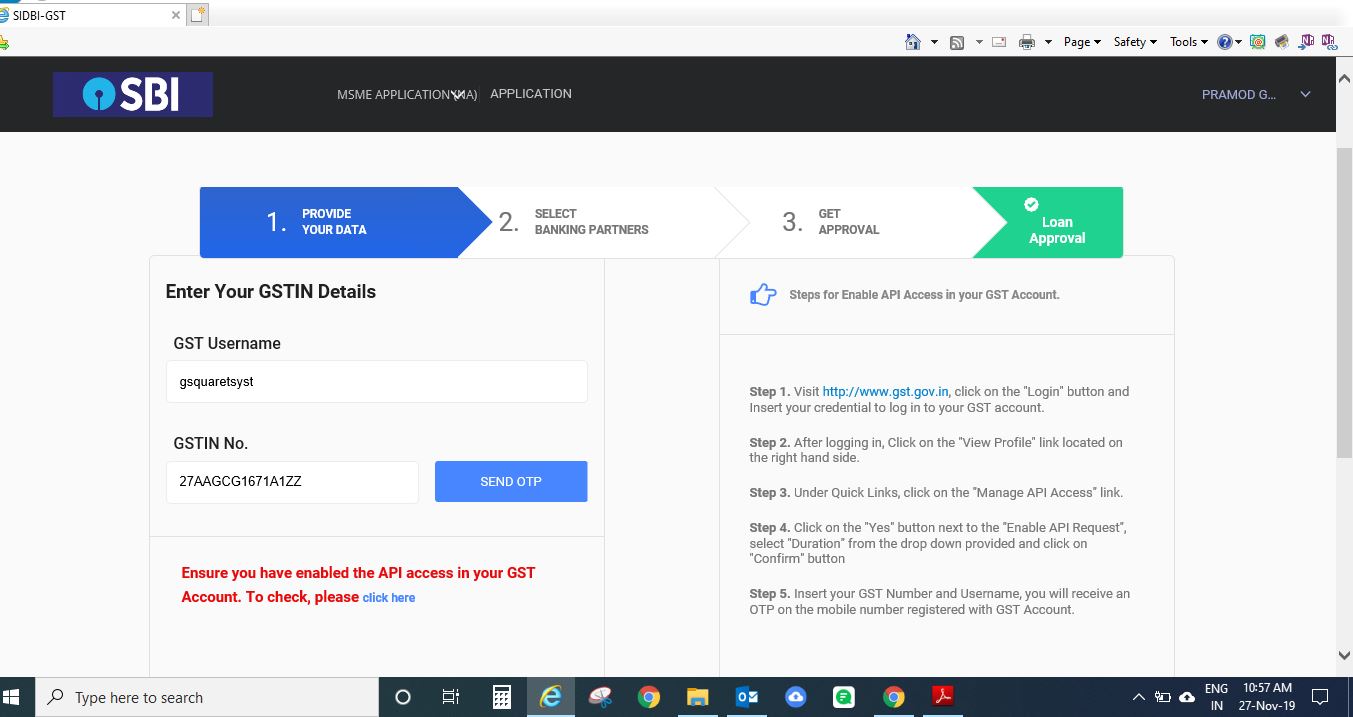 SIDBI-GST
Page
Safety
Tools
SBI
MSME APPLICATION
APPLICATION
PRAMOD G...
1.
PROVIDE
YOUR DATA
2.
SELECT
BANKING PARTNERS
3.
GET
APPROVAL
Loan
Approval
Enter Your GSTIN Details
GST Username
gsquaretsyst
GSTIN No.
27AAGCG1671A1ZZ
SEND OTP
Ensure you have enabled the API access in your GST
Account. To check, please click here
Steps for Enable API Access in your GST Account.
Step 1. Visit http://www.gst.gov.in, click on the "Login" button and
Insert your credential to log in to your GST account.
Step 2. After logging in, Click on the "View Profile" link located on
the right hand side.
Step 3. Under Quick Links, click on the "Manage API Access" link.
Step 4. Click on the "Yes" button next to the "Enable API Request",
select "Duration" from the drop down provided and click on
"Confirm" button
Step 5. Insert your GST Number and Username, you will receive an
OTP on the mobile number registered with GST Account.
Type here to search
ENG
IN
10:57 AM
27-Nov-19